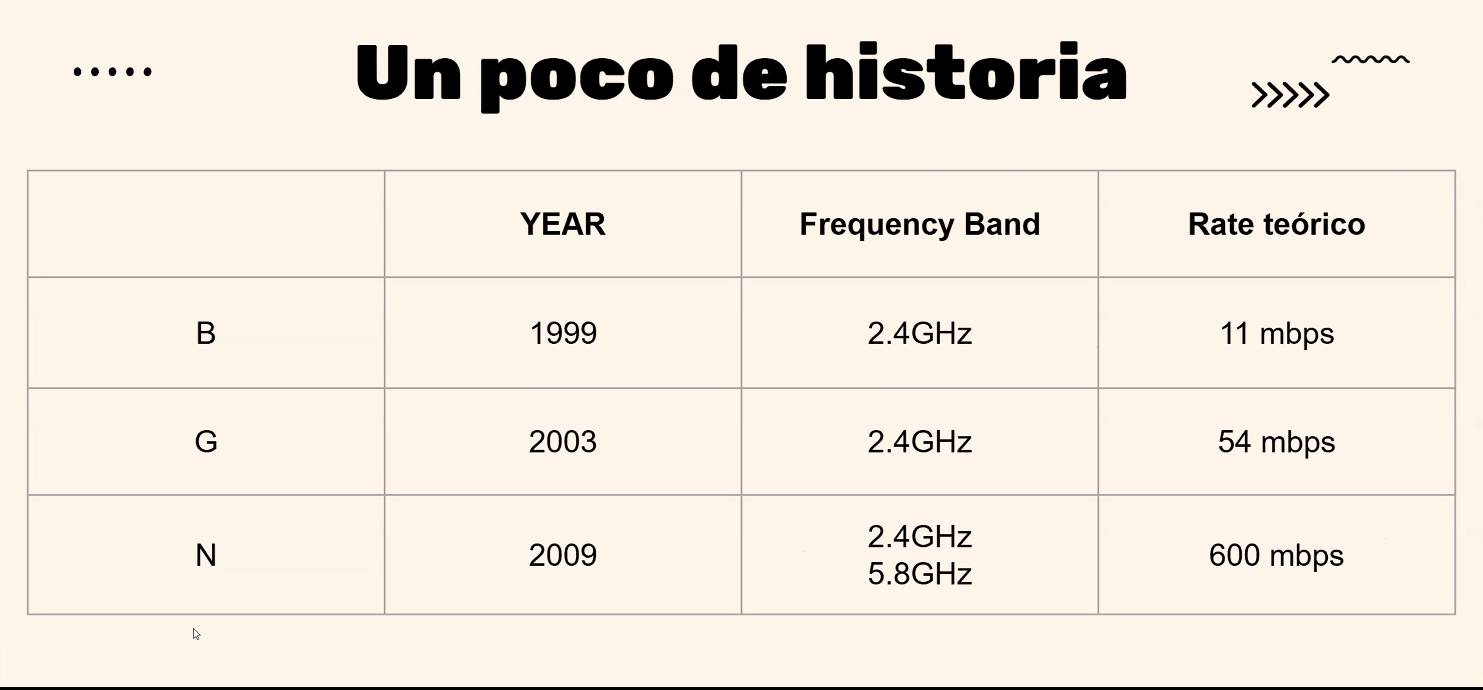 Un poco de historia
YEAR Frequency Band Rate teórico
B 1999 2.4GHz 11 mbps
G 2003 2.4GHz 54 mbps
N 2009 2.4GHz 5.8GHz 600 mbps